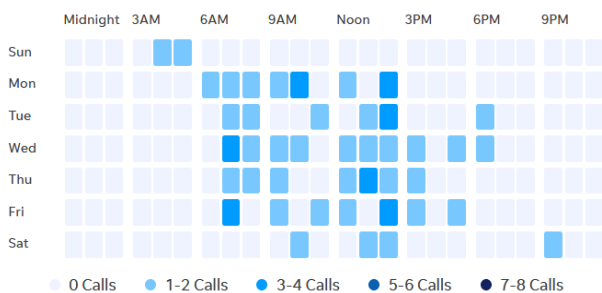 Midnight 3AM 6AM 9AM Noon 3PM 6PM 9PM
Sun
Mon
Tue
Wed
Thu
Fri
Sat
0 Calls 1-2 Calls 3-4 Calls 5-6 Calls 7-8 Calls